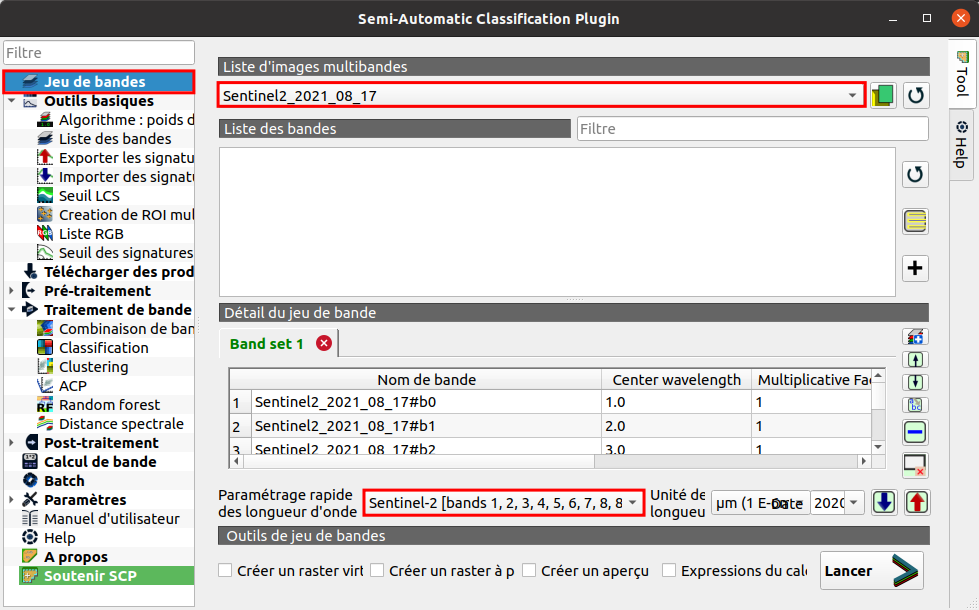 Semi-Automatic Classification Plugin
Filtre
Jeu de bandes
Outils basiques
Algorithme : poids d
Liste des bandes
Exporter les signatu
Importer des signat
Seuil LCS
Creation de ROI mul
Liste RGB
Seuil des signatures
Télécharger des prod
Pré-traitement
Traitement de bande
Combinaison de ban
Classification
Clustering
ACP
Random forest
Distance spectrale
Post-traitement
Calcul de bande
Batch
Paramètres
Manuel d'utilisateur
Help
A propos
Soutenir SCP
Liste d'images multibandes
Sentinel2_2021_08_17
Liste des bandes
Filtre
Détail du jeu de bande
Band set 1
Nom de bande Center wavelength Multiplicative Fac
1 Sentinel2_2021_08_17#b0 1.0 1
2 Sentinel2_2021_08_17#b1 2.0 1
3 Sentinel2_2021_08_17#b2 3.0 1
Paramétrage rapide
des longueur d'onde
Sentinel-2 [bands 1, 2, 3, 4, 5, 6, 7, 8, 8
Unité de
longueu
µm (1 E-
Date
2020
Outils de jeu de bandes
Créer un raster virt
Créer un raster à p
Créer un aperçu
Expressions du calc
Lancer
Tool
Help